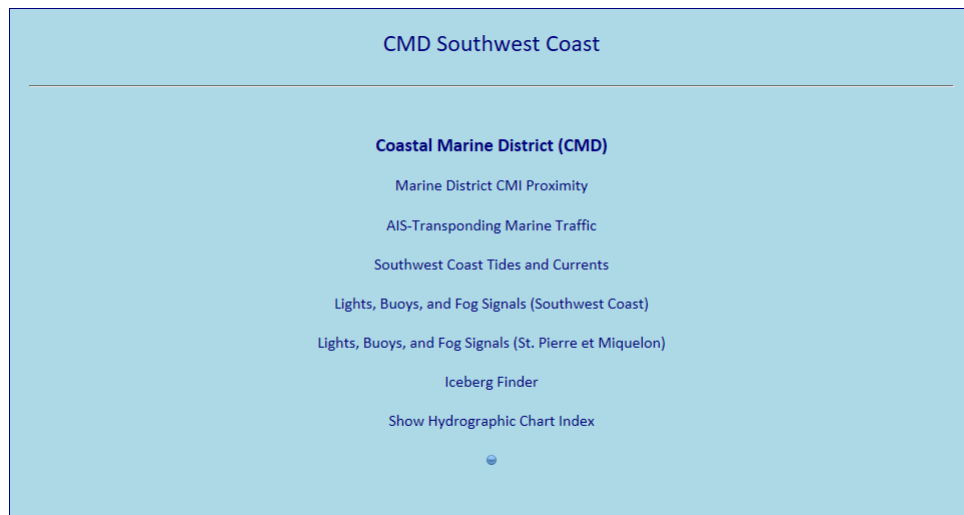 CMD Southwest Coast
Coastal Marine District (CMD)
Marine District CMI Proximity
AIS-Transponding Marine Traffic
Southwest Coast Tides and Currents
Lights, Buoys, and Fog Signals (Southwest Coast)
Lights, Buoys, and Fog Signals (St. Pierre et Miquelon)
Iceberg Finder
Show Hydrographic Chart Index